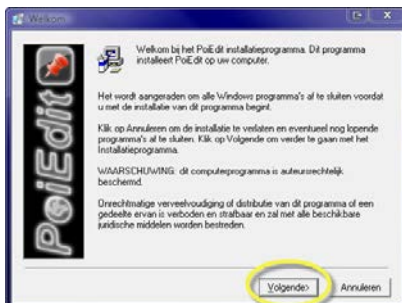 Welkom
PoiEdit
Welkom bij het PoiEdit installatieprogramma. Dit programma
installeert PoiEdit op uw computer.
Het wordt aangeraden om alle Windows programma's af te sluiten voordat
u met de installatie van dit programma begint.
Klik op Annuleren om de installatie te verlaten en eventueel nog lopende
programma's af te sluiten. Klik op Volgende om verder te gaan met het
Installatieprogramma.
WAARSCHUWING: dit computerprogramma is auteursrechtelijk
beschermd.
Onrechtmatige verveelvoudiging of distributie van dit programma of een
gedeelte ervan is verboden en strafbaar en zal met alle beschikbare
juridische middelen worden bestreden.
Volgende>
Annuleren